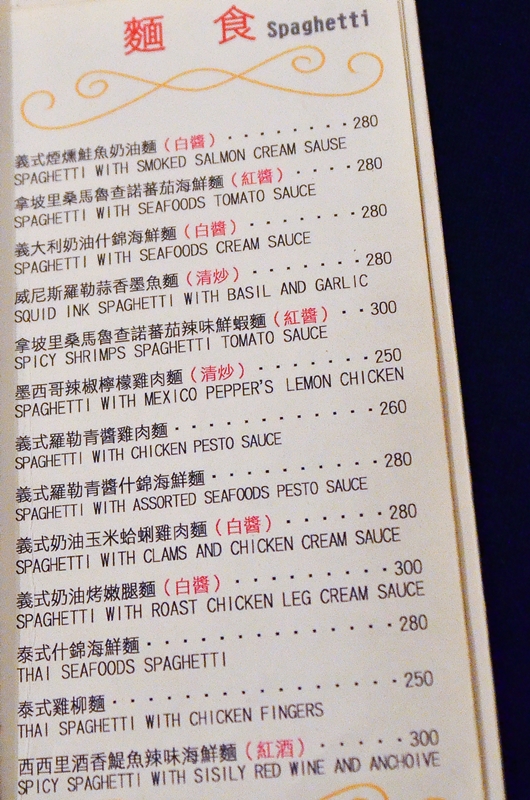 麵 食 Spaghetti
義式煙燻鮭魚奶油麵(白醬)········280
SPAGHETTI WITH SMOKED SALMON CREAM SAUSE
拿坡里桑馬魯查諾蕃茄海鮮麵(紅醬)····280
SPAGHETTI WITH SEAFOODS TOMATO SAUCE
義大利奶油什錦海鮮麵(白醬)·······280
SPAGHETTI WITH SEAFOODS CREAM SAUCE
威尼斯羅勒蒜香墨魚麵(清炒)·······280
SQUID INK SPAGHETTI WITH BASIL AND GARLIC
拿坡里桑馬魯查諾蕃茄辣味鮮蝦麵(紅醬)··300
SPICY SHRIMPS SPAGHETTI TOMATO SAUCE
墨西哥辣椒檸檬雞肉麵(清炒)·······250
SPAGHETTI WITH MEXICO PEPPER'S LEMON CHICKEN
義式羅勒青醬雞肉麵············260
SPAGHETTI WITH CHICKEN PESTO SAUCE
義式羅勒青醬什錦海鮮麵··········280
SPAGHETTI WITH ASSORTED SEAFOODS PESTO SAUCE
義式奶油玉米蛤蜊雞肉麵(白醬)······280
SPAGHETTI WITH CLAMS AND CHICKEN CREAM SAUCE
義式奶油烤嫩腿麵(白醬)·········300
SPAGHETTI WITH ROAST CHICKEN LEG CREAM SAUCE
泰式什錦海鮮麵··············280
THAI SEAFOODS SPAGHETTI
泰式雞柳麵················250
THAI SPAGHETTI WITH CHICKEN FINGERS
西西里酒香鯷魚辣味海鮮麵(紅酒)·····300
SPICY SPAGHETTI WITH SISILY RED WINE AND ANCHOIVE